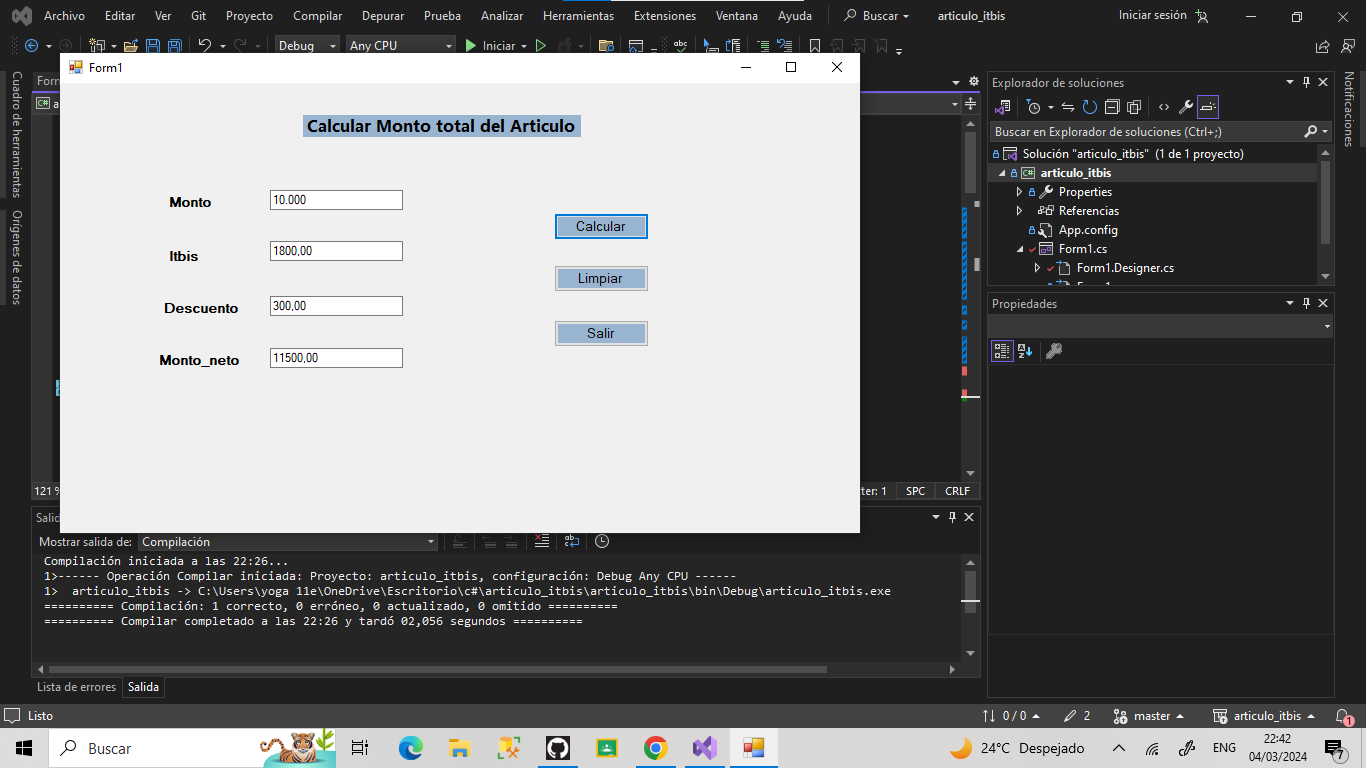 Archivo Editar Ver Git Proyecto Compilar Depurar Prueba Analizar Herramientas Extensiones Ventana Ayuda Buscar articulo_itbis Iniciar sesión
Debug Any CPU Iniciar
Form1
Calcular Monto total del Articulo
Monto 10.000
Calcular
Itbis 1800,00
Limpiar
Descuento 300,00
Salir
Monto_neto 11500,00
Cuadro de herramientas
Orígenes de datos
121 %
SPC CRLF
Explorador de soluciones
Buscar en Explorador de soluciones (Ctrl+;)
Solución "articulo_itbis" (1 de 1 proyecto)
articulo_itbis
Properties
Referencias
App.config
Form1.cs
Form1.Designer.cs
Propiedades
Notificaciones
Mostrar salida de: Compilación
Compilación iniciada a las 22:26...
1>------ Operación Compilar iniciada: Proyecto: articulo_itbis, configuración: Debug Any CPU ------
1>  articulo_itbis -> C:\Users\yoga 11e\OneDrive\Escritorio\c#\articulo_itbis\articulo_itbis\bin\Debug\articulo_itbis.exe
========== Compilación: 1 correcto, 0 erróneo, 0 actualizado, 0 omitido ==========
========== Compilar completado a las 22:26 y tardó 02,056 segundos ==========
Lista de errores Salida
Listo 0 / 0 2 master articulo_itbis 1
Buscar 24°C Despejado ENG 22:42
04/03/2024 7